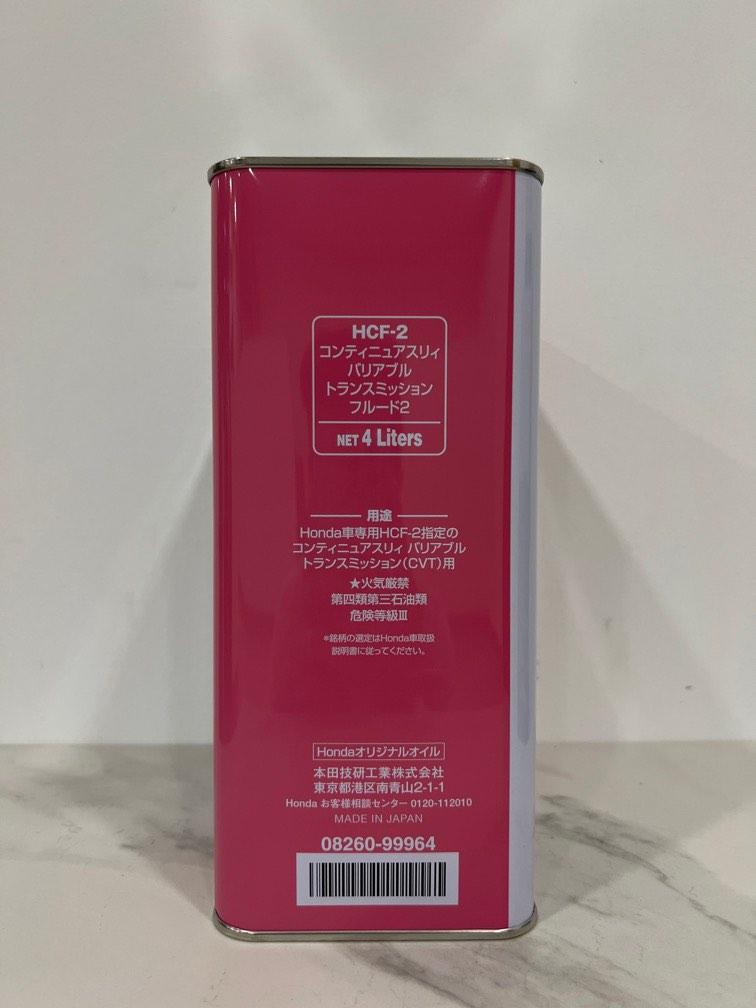 HCF-2
コンティニュアスリィ
バリアブル
トランスミッション
フルード2
NET 4 Liters
用途
Honda車専用HCF-2指定の
コンティニュアスリィ バリアブル
トランスミッション(CVT)用
★火気厳禁
第四類第三石油類
危険等級Ⅲ
*銘柄の選定はHonda車取扱
説明書に従ってください。
Hondaオリジナルオイル
本田技研工業株式会社
東京都港区南青山2-1-1
Honda お客様相談センター 0120-112010
MADE IN JAPAN
08260-99964